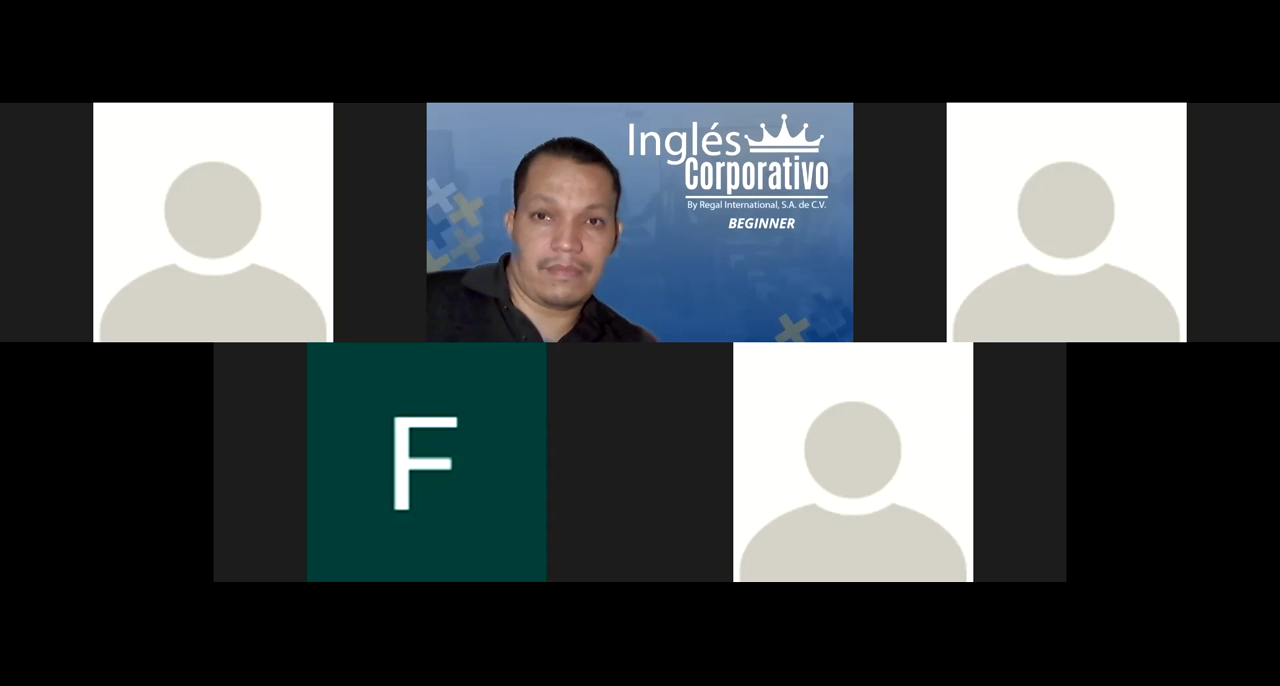 Inglés
Corporativo
By Regal International, S.A. de C.V.
BEGINNER
F